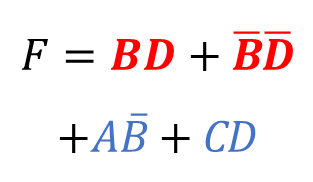 F = BD + B̅D̅
+AB̅ + CD